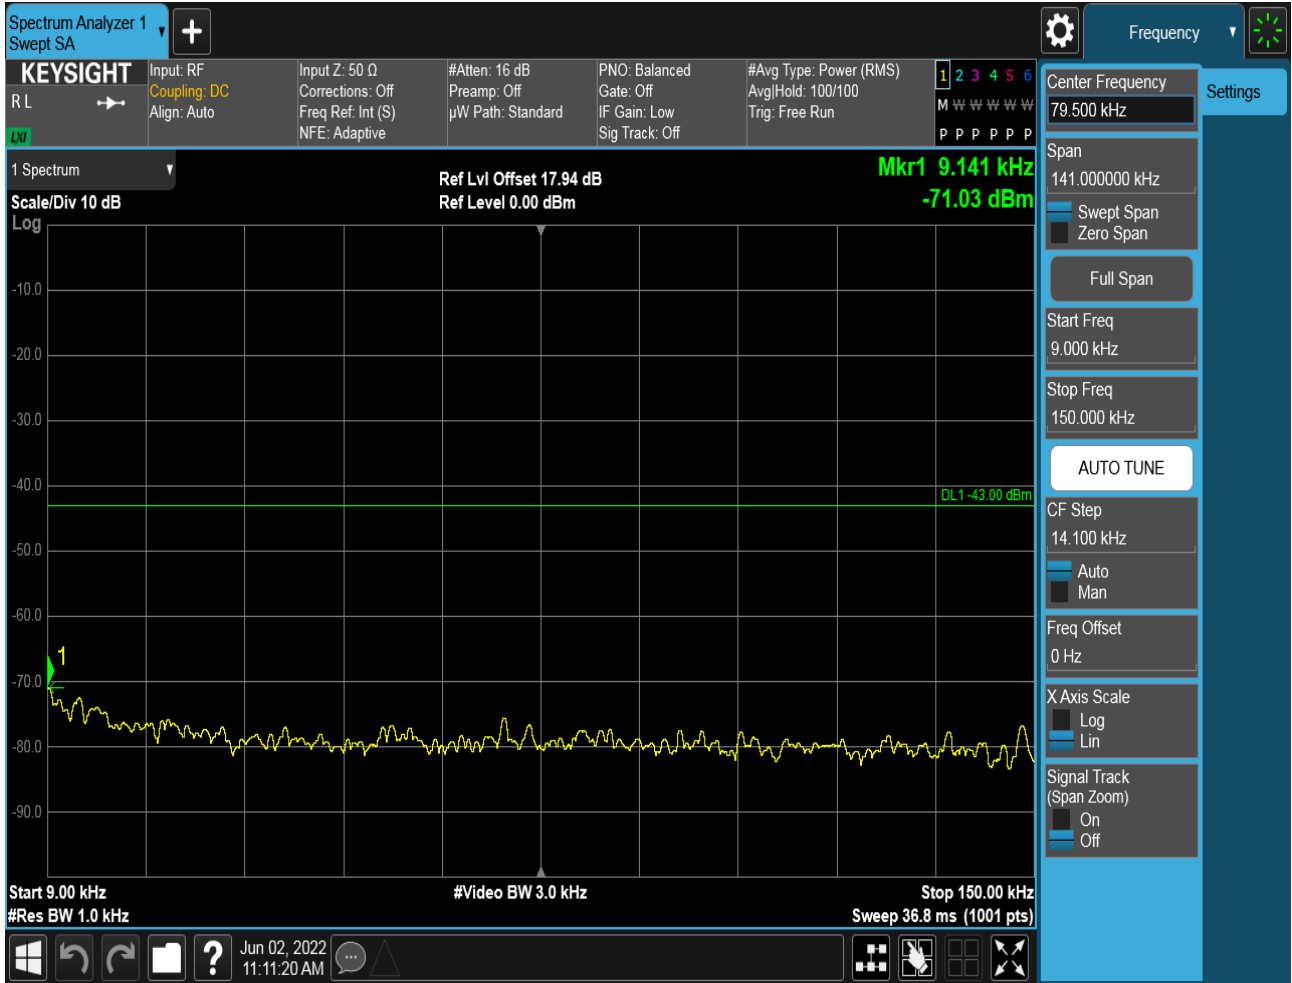 Spectrum Analyzer 1
Swept SA
Frequency
KEYSIGHT
R L
LXI
Input: RF
Coupling: DC
Align: Auto
Input Z: 50 Ω
Corrections: Off
Freq Ref: Int (S)
NFE: Adaptive
#Atten: 16 dB
Preamp: Off
µW Path: Standard
PNO: Balanced
Gate: Off
IF Gain: Low
Sig Track: Off
#Avg Type: Power (RMS)
Avg|Hold: 100/100
Trig: Free Run
1 2 3 4 5 6
M W W W W W
P P P P P P
1 Spectrum
Scale/Div 10 dB
Log
Ref Lvl Offset 17.94 dB
Ref Level 0.00 dBm
Mkr1 9.141 kHz
-71.03 dBm
-10.0
-20.0
-30.0
-40.0
DL1 -43.00 dBm
-50.0
-60.0
1
-70.0
-80.0
-90.0
Start 9.00 kHz
#Video BW 3.0 kHz
Stop 150.00 kHz
#Res BW 1.0 kHz
Sweep 36.8 ms (1001 pts)
Jun 02, 2022
11:11:20 AM
Center Frequency
79.500 kHz
Settings
Span
141.000000 kHz
Swept Span
Zero Span
Full Span
Start Freq
9.000 kHz
Stop Freq
150.000 kHz
AUTO TUNE
CF Step
14.100 kHz
Auto
Man
Freq Offset
0 Hz
X Axis Scale
Log
Lin
Signal Track
(Span Zoom)
On
Off